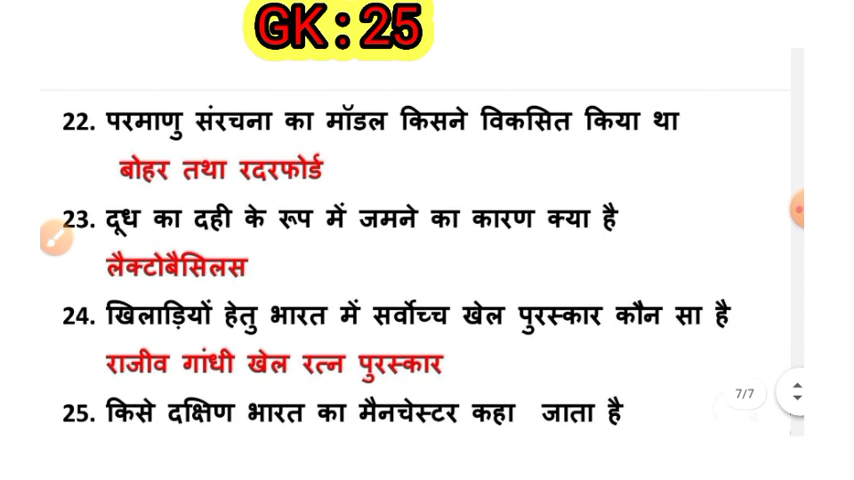 GK : 25
22. परमाणु संरचना का मॉडल किसने विकसित किया था
बोहर तथा रदरफोर्ड
23. दूध का दही के रूप में जमने का कारण क्या है
लैक्टोबैसिलस
24. खिलाड़ियों हेतु भारत में सर्वोच्च खेल पुरस्कार कौन सा है
राजीव गांधी खेल रत्न पुरस्कार
7/7
25. किसे दक्षिण भारत का मैनचेस्टर कहा जाता है